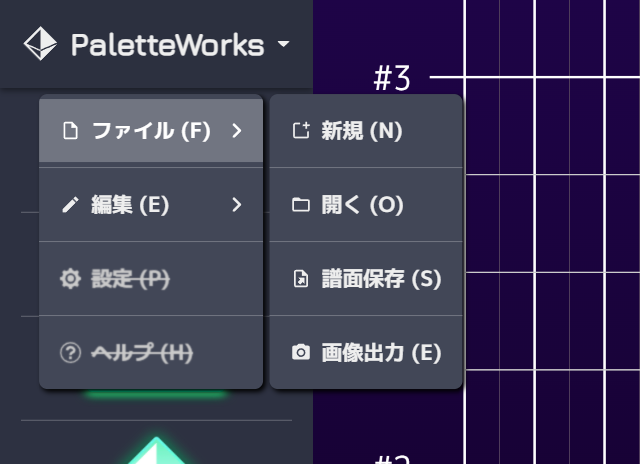 PaletteWorks
#3
ファイル (F)
新規 (N)
編集 (E)
開く (O)
設定 (P)
譜面保存 (S)
ヘルプ (H)
画像出力 (E)